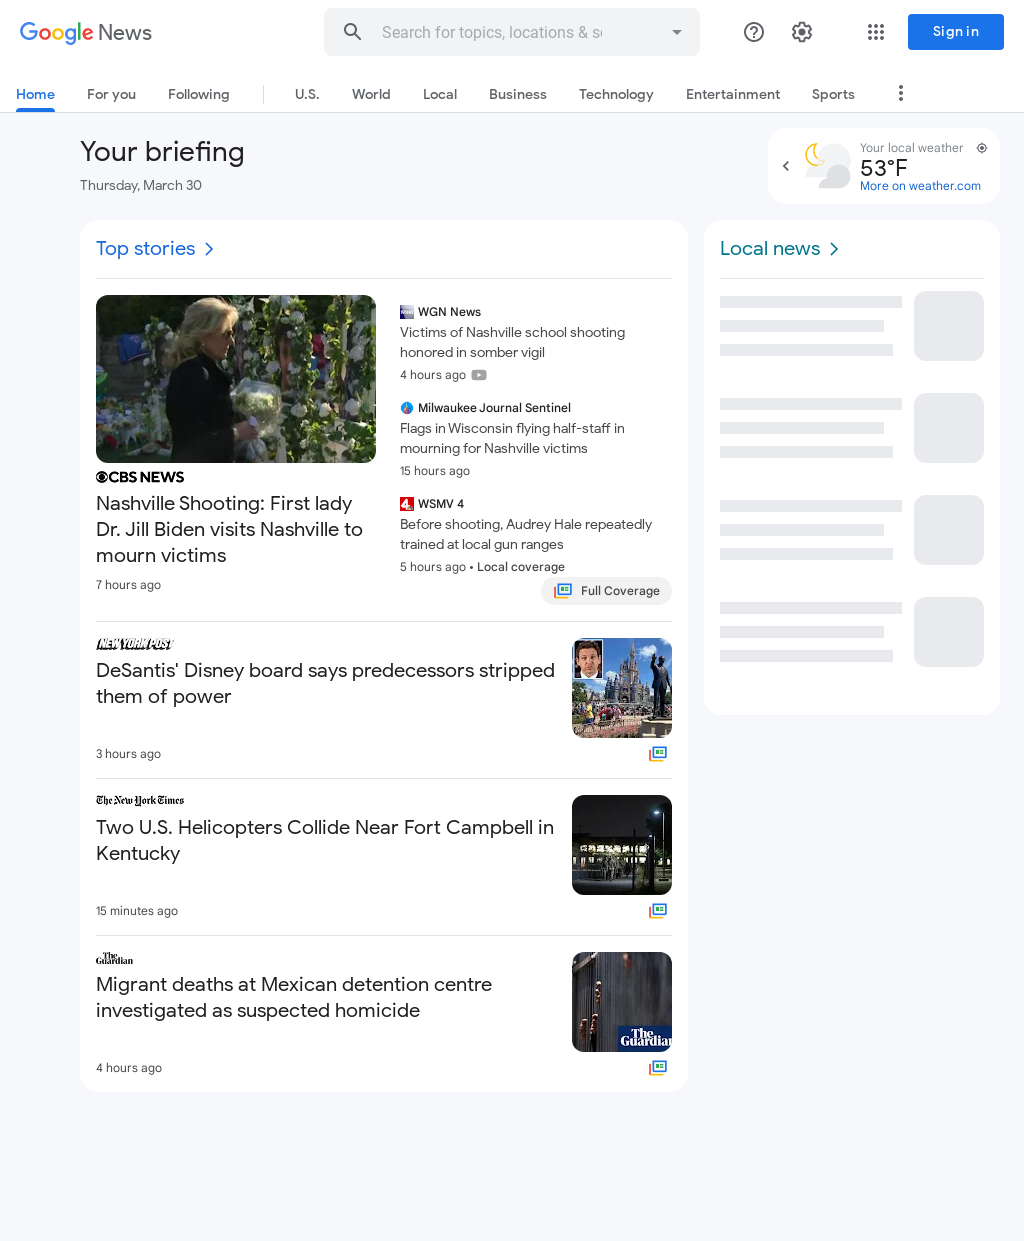 Google News
Search for topics, locations & so
Sign in
Home
For you
Following
U.S.
World
Local
Business
Technology
Entertainment
Sports
Your briefing
Thursday, March 30
Your local weather
53°F
More on weather.com
Top stories
CBS NEWS
Nashville Shooting: First lady
Dr. Jill Biden visits Nashville to
mourn victims
7 hours ago
WGN News
Victims of Nashville school shooting
honored in somber vigil
4 hours ago
Milwaukee Journal Sentinel
Flags in Wisconsin flying half-staff in
mourning for Nashville victims
15 hours ago
4
WSMV 4
Before shooting, Audrey Hale repeatedly
trained at local gun ranges
5 hours ago • Local coverage
Full Coverage
NEW YORK POST
DeSantis' Disney board says predecessors stripped
them of power
3 hours ago
The New York Times
Two U.S. Helicopters Collide Near Fort Campbell in
Kentucky
15 minutes ago
The
Guardian
Migrant deaths at Mexican detention centre
investigated as suspected homicide
The
Guardian
4 hours ago
Local news